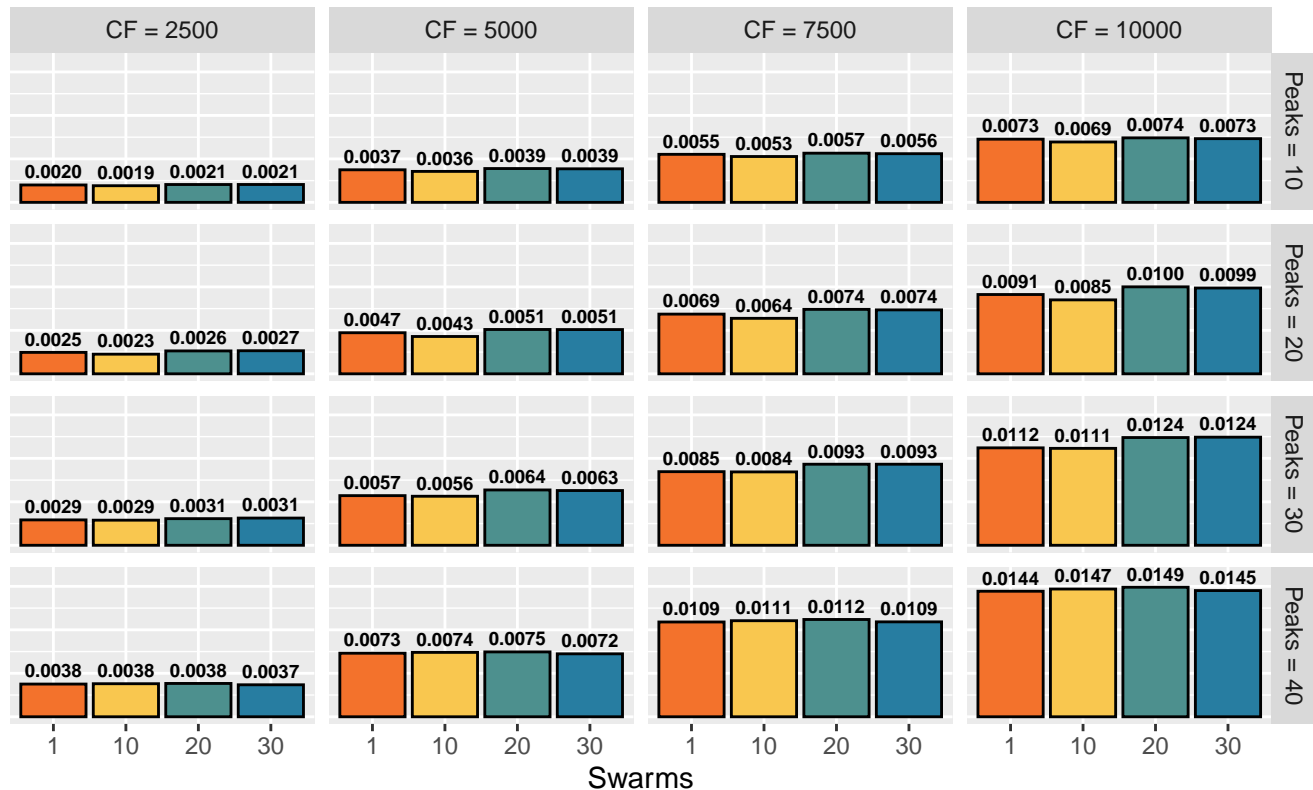 CF = 2500 CF = 5000 CF = 7500 CF = 10000
Peaks = 10
0.0020 0.0019 0.0021 0.0021 0.0037 0.0036 0.0039 0.0039 0.0055 0.0053 0.0057 0.0056 0.0073 0.0069 0.0074 0.0073
Peaks = 20
0.0025 0.0023 0.0026 0.0027 0.0047 0.0043 0.0051 0.0051 0.0069 0.0064 0.0074 0.0074 0.0091 0.0085 0.0100 0.0099
Peaks = 30
0.0029 0.0029 0.0031 0.0031 0.0057 0.0056 0.0064 0.0063 0.0085 0.0084 0.0093 0.0093 0.0112 0.0111 0.0124 0.0124
Peaks = 40
0.0038 0.0038 0.0038 0.0037 0.0073 0.0074 0.0075 0.0072 0.0109 0.0111 0.0112 0.0109 0.0144 0.0147 0.0149 0.0145
1 10 20 30 1 10 20 30 1 10 20 30 1 10 20 30
Swarms